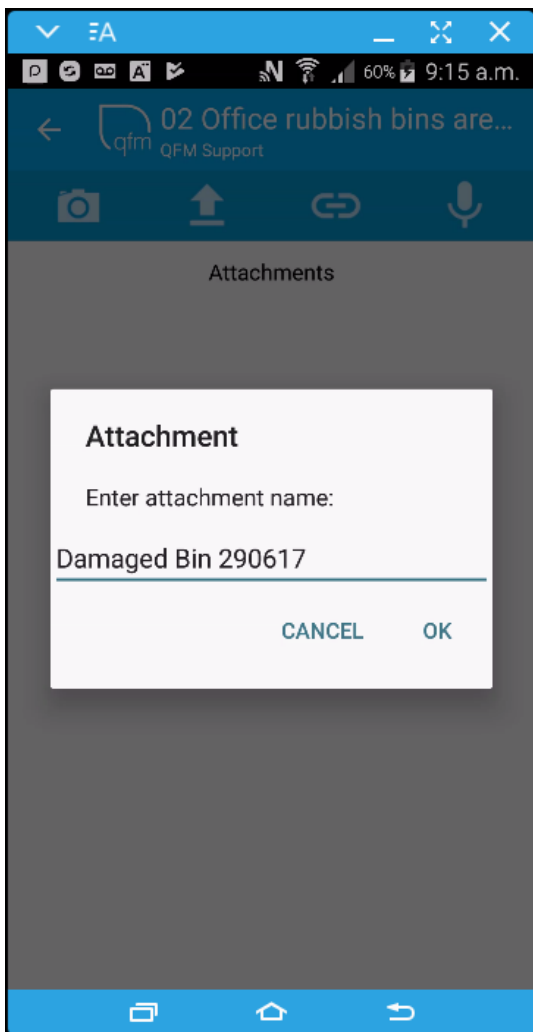 ΞA
60% 9:15 a.m.
qfm
02 Office rubbish bins are...
QFM Support
Attachments
Attachment
Enter attachment name:
Damaged Bin 290617
CANCEL OK